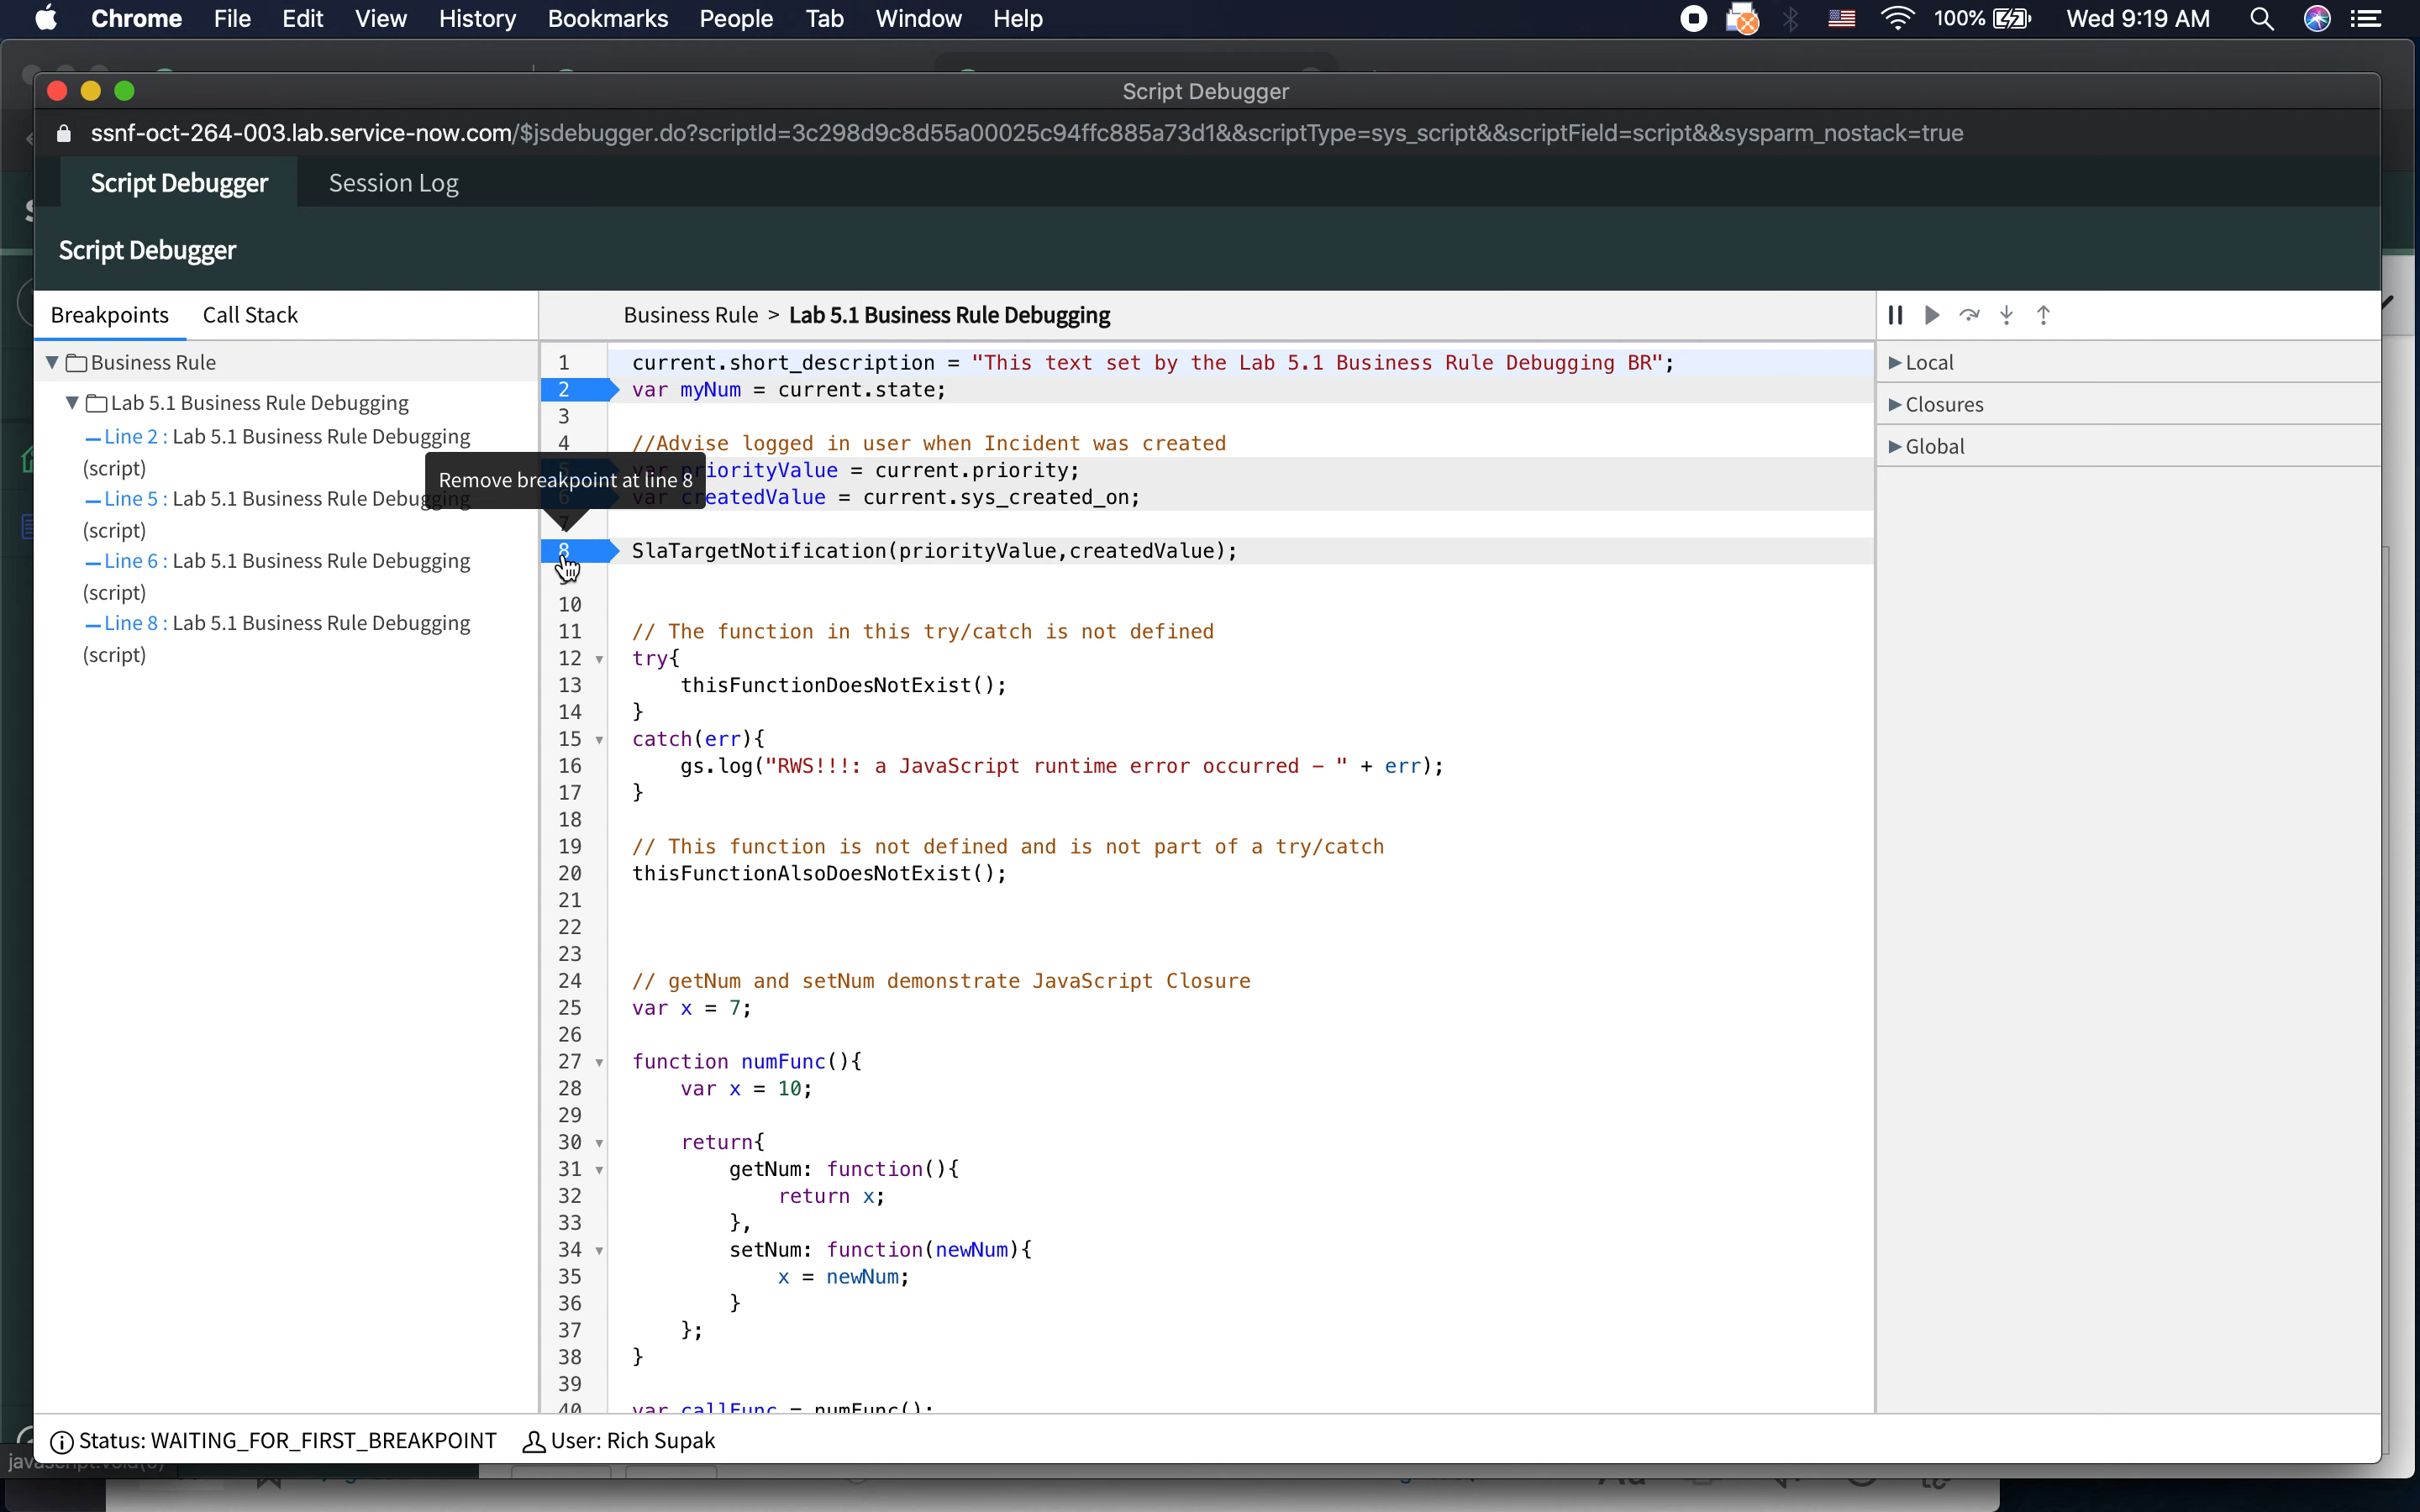 Chrome File Edit View History Bookmarks People Tab Window Help 100% Wed 9:19 AM
Script Debugger
ssnf-oct-264-003.lab.service-now.com/$jsdebugger.do?scriptId=3c298d9c8d55a00025c94ffc885a73d1&&scriptType=sys_script&&scriptField=script&&sysparm_nostack=true
Script Debugger Session Log
Script Debugger
Breakpoints Call Stack
Business Rule > Lab 5.1 Business Rule Debugging
Business Rule
Lab 5.1 Business Rule Debugging
Line 2 : Lab 5.1 Business Rule Debugging
(script)
Line 5 : Lab 5.1 Business Rule Debugging
(script)
Line 6 : Lab 5.1 Business Rule Debugging
(script)
Line 8 : Lab 5.1 Business Rule Debugging
(script)
Remove breakpoint at line 8
1 current.short_description = "This text set by the Lab 5.1 Business Rule Debugging BR";
2 var myNum = current.state;
3
4 //Advise logged in user when Incident was created
5 var priorityValue = current.priority;
6 var createdValue = current.sys_created_on;
7
8 SlaTargetNotification(priorityValue,createdValue);
9
10
11 // The function in this try/catch is not defined
12 try{
13 thisFunctionDoesNotExist();
14 }
15 catch(err){
16 gs.log("RWS!!!: a JavaScript runtime error occurred - " + err);
17 }
18
19 // This function is not defined and is not part of a try/catch
20 thisFunctionAlsoDoesNotExist();
21
22
23
24 // getNum and setNum demonstrate JavaScript Closure
25 var x = 7;
26
27 function numFunc(){
28 var x = 10;
29
30 return{
31 getNum: function(){
32 return x;
33 },
34 setNum: function(newNum){
35 x = newNum;
36 }
37 };
38 }
39
40 var callFunc = numFunc();
Local
Closures
Global
Status: WAITING_FOR_FIRST_BREAKPOINT User: Rich Supak